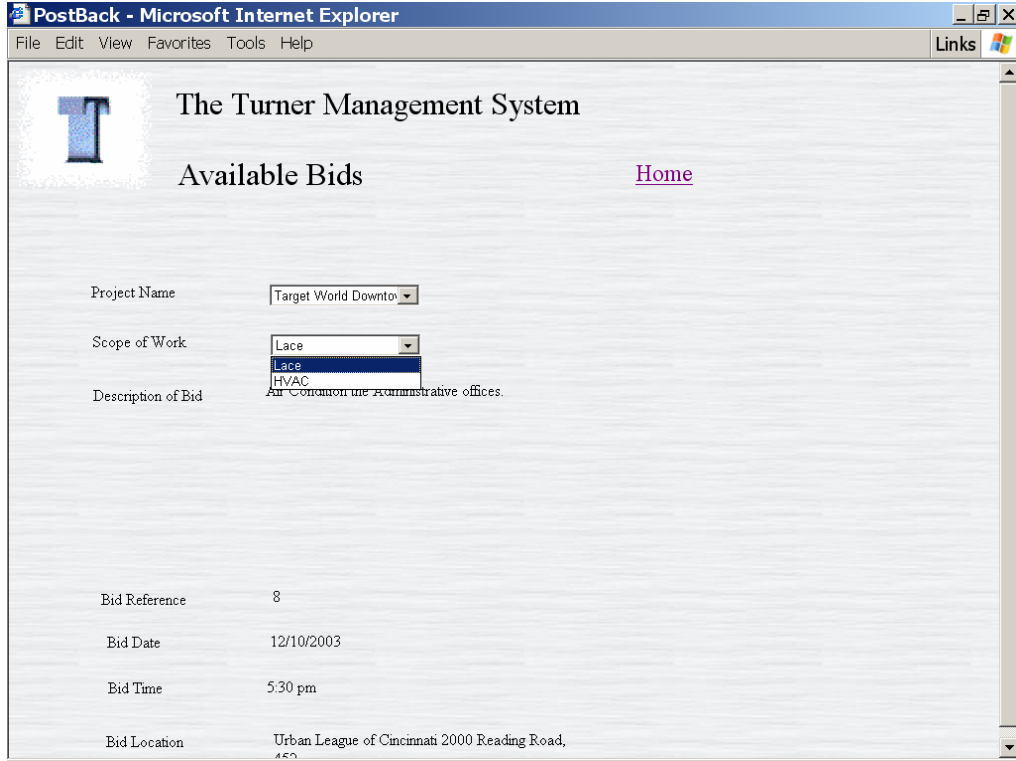 PostBack - Microsoft Internet Explorer
File Edit View Favorites Tools Help Links
T
The Turner Management System
Available Bids Home
Project Name Target World Downtow
Scope of Work Lace
Lace
HVAC
Description of Bid Air Condition the Administrative offices.
Bid Reference 8
Bid Date 12/10/2003
Bid Time 5:30 pm
Bid Location Urban League of Cincinnati 2000 Reading Road,
452